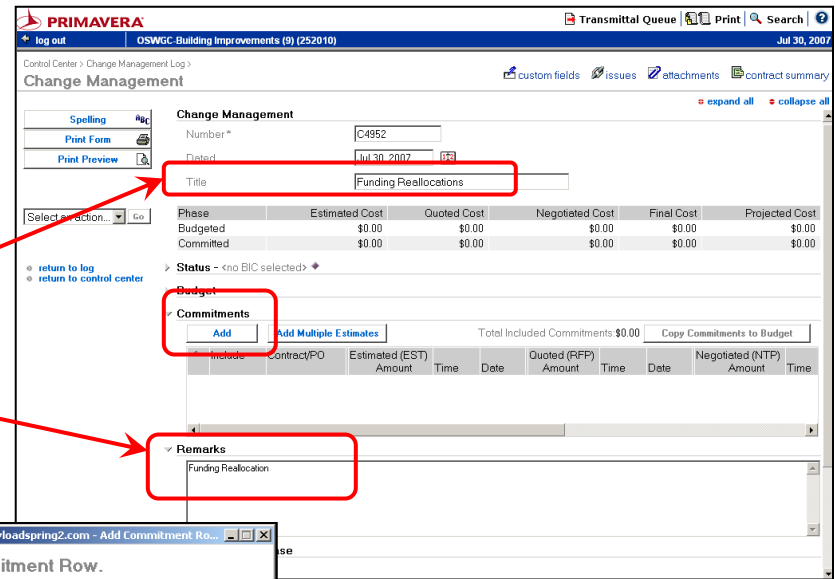 PRIMAVERA
Transmittal Queue Print Search
log out OSWGC-Building Improvements (9) (252010) Jul 30, 2007
Control Center > Change Management Log >
Change Management
custom fields issues attachments contract summary
expand all collapse all
Spelling
Print Form
Print Preview
Select an action... Go
return to log
return to control center
Change Management
Number* C4952
Dated Jul 30, 2007
Title Funding Reallocations
Phase Estimated Cost Quoted Cost Negotiated Cost Final Cost Projected Cost
Budgeted $0.00 $0.00 $0.00 $0.00 $0.00
Committed $0.00 $0.00 $0.00 $0.00 $0.00
Status - <no BIC selected>
Budget
Commitments
Add Add Multiple Estimates Total Included Commitments:$0.00 Copy Commitments to Budget
Include Contract/PO Estimated (EST) Quoted (RFP) Negotiated (NTP)
Amount Time Date Amount Time Date Amount Time
Remarks
Funding Reallocation
loadspring2.com - Add Commitment Ro...
itment Row.